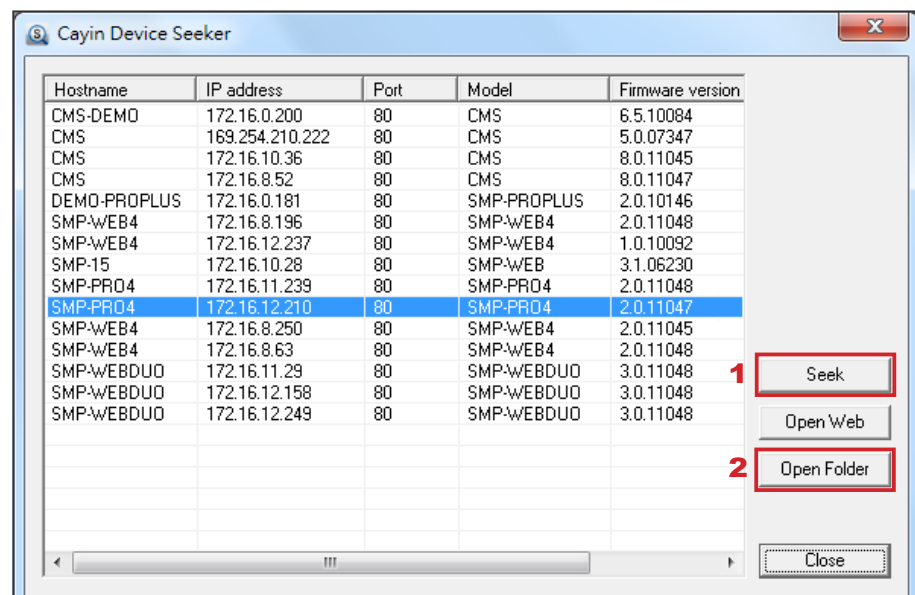 Cayin Device Seeker
Hostname IP address Port Model Firmware version
CMS-DEMO 172.16.0.200 80 CMS 6.5.10084
CMS 169.254.210.222 80 CMS 5.0.07347
CMS 172.16.10.36 80 CMS 8.0.11045
CMS 172.16.8.52 80 CMS 8.0.11047
DEMO-PROPLUS 172.16.0.181 80 SMP-PROPLUS 2.0.10146
SMP-WEB4 172.16.8.196 80 SMP-WEB4 2.0.11048
SMP-WEB4 172.16.12.237 80 SMP-WEB4 1.0.10092
SMP-15 172.16.10.28 80 SMP-WEB 3.1.06230
SMP-PRO4 172.16.11.239 80 SMP-PRO4 2.0.11048
SMP-PRO4 172.16.12.210 80 SMP-PRO4 2.0.11047
SMP-WEB4 172.16.8.250 80 SMP-WEB4 2.0.11045
SMP-WEB4 172.16.8.63 80 SMP-WEB4 2.0.11048
SMP-WEBDUO 172.16.11.29 80 SMP-WEBDUO 3.0.11048
SMP-WEBDUO 172.16.12.158 80 SMP-WEBDUO 3.0.11048
SMP-WEBDUO 172.16.12.249 80 SMP-WEBDUO 3.0.11048
1 Seek
Open Web
2 Open Folder
Close